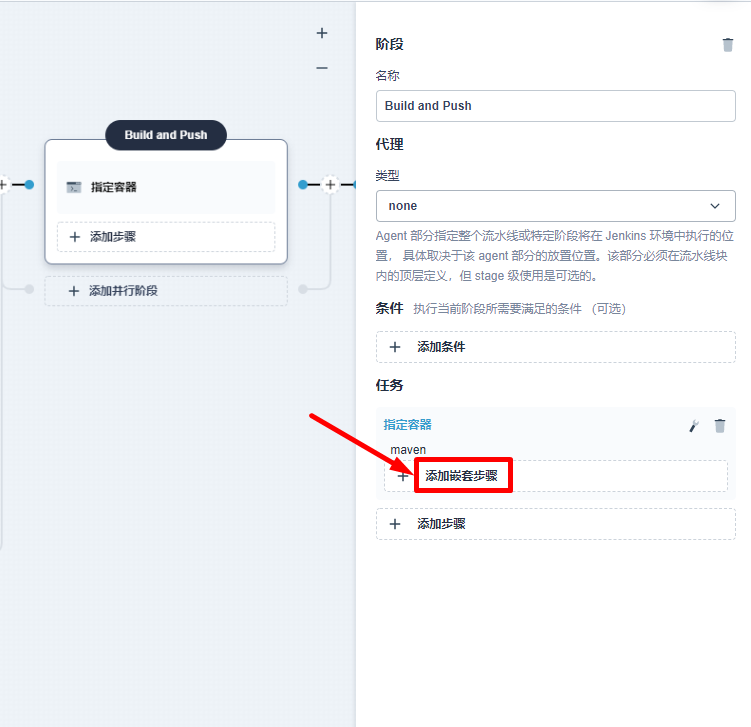 Build and Push
指定容器
添加步骤
添加并行阶段
阶段
名称
Build and Push
代理
类型
none
Agent 部分指定整个流水线或特定阶段将在 Jenkins 环境中执行的位
置， 具体取决于该 agent 部分的放置位置。该部分必须在流水线块
内的顶层定义，但 stage 级使用是可选的。
条件 执行当前阶段所需要满足的条件 （可选）
添加条件
任务
指定容器
maven
添加嵌套步骤
添加步骤